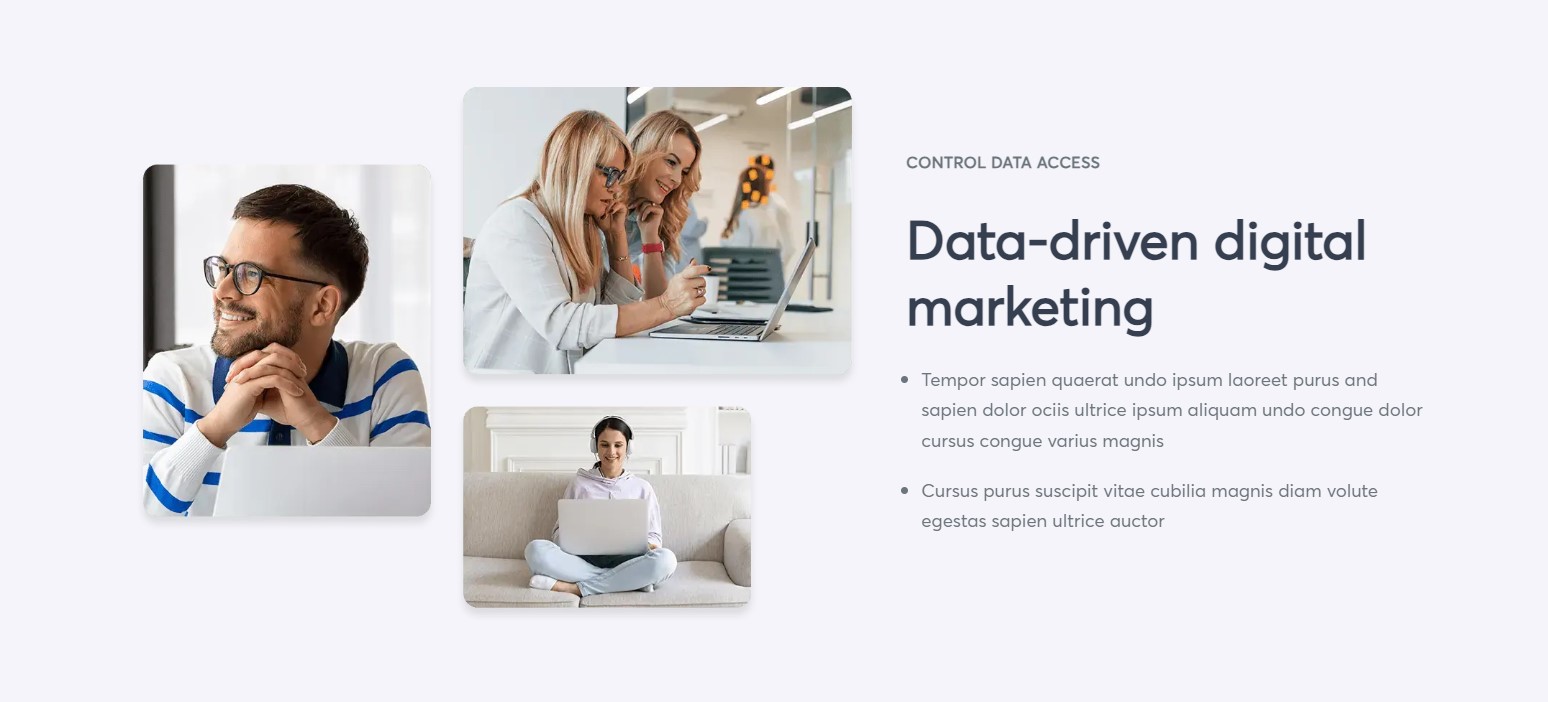 CONTROL DATA ACCESS
Data-driven digital
marketing
Tempor sapien quaerat undo ipsum laoreet purus and
sapien dolor ociis ultrice ipsum aliquam undo congue dolor
cursus congue varius magnis
Cursus purus suscipit vitae cubilia magnis diam volute
egestas sapien ultrice auctor